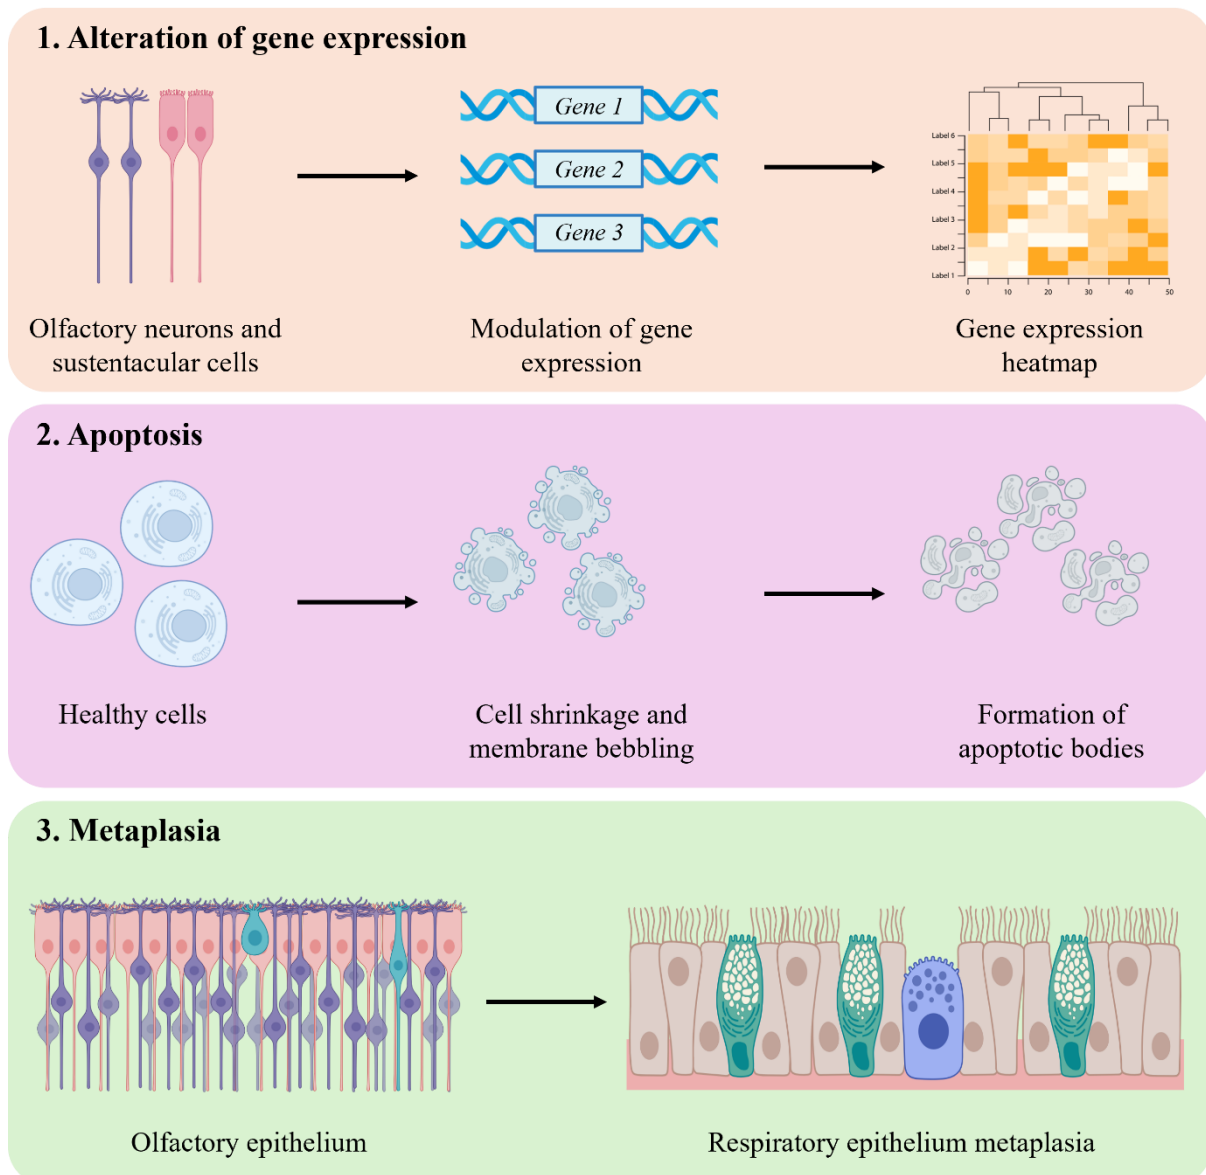 1. Alteration of gene expression
Gene 1
Gene 2
Gene 3
Label 6
Label 5
Label 4
Label 3
Label 2
Label 1
0 10 20 30 40 50
Olfactory neurons and
sustentacular cells
Modulation of gene
expression
Gene expression
heatmap
2. Apoptosis
Healthy cells
Cell shrinkage and
membrane bebbling
Formation of
apoptotic bodies
3. Metaplasia
Olfactory epithelium
Respiratory epithelium metaplasia